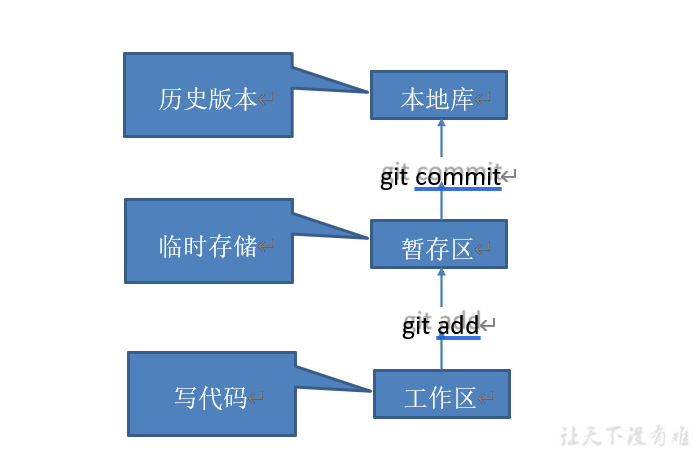 历史版本
本地库
git commit
临时存储
暂存区
git add
写代码
工作区
让天下没有难